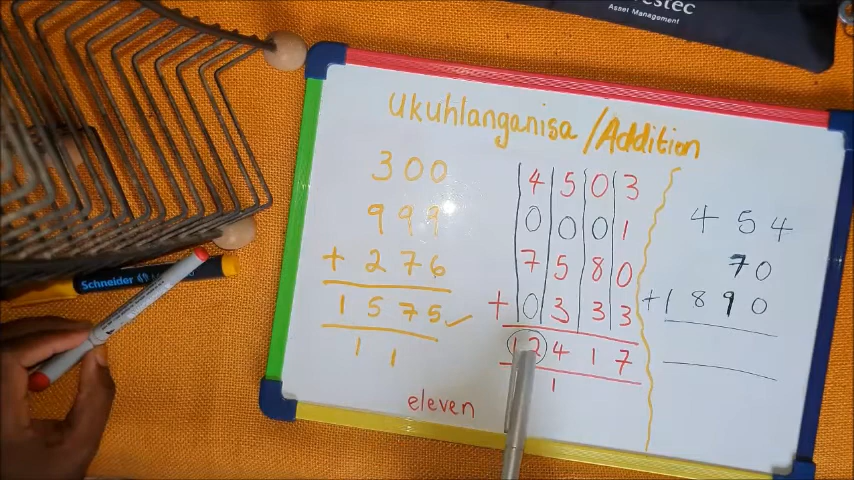 estec
Asset Management
Schneider
Ukuhlanganisa/Addition
300
999
+ 276
1575
1 1
4503
0001
7580
+ 0333
12417
1
eleven
454
70
+1890